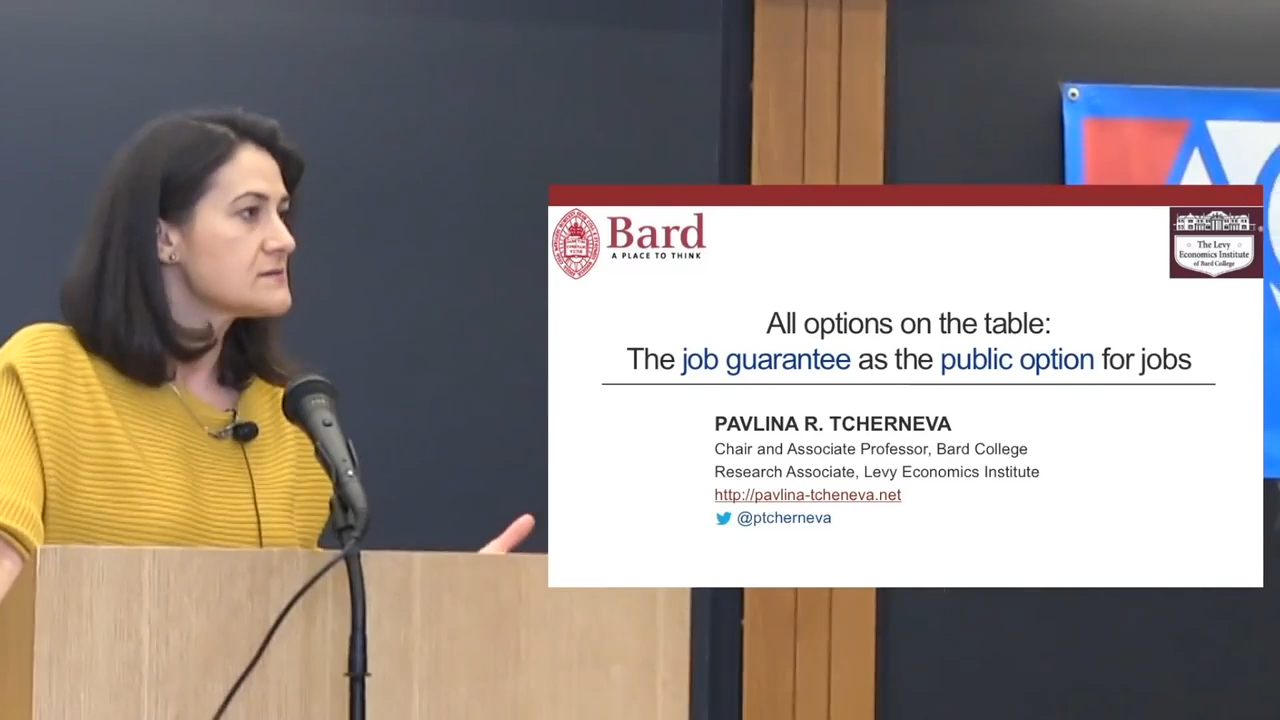 Bard
A PLACE TO THINK
The Levy
Economics Institute
of Bard College
All options on the table:
The job guarantee as the public option for jobs
PAVLINA R. TCHERNEVA
Chair and Associate Professor, Bard College
Research Associate, Levy Economics Institute
http://pavlina-tcheneva.net
@ptcherneva